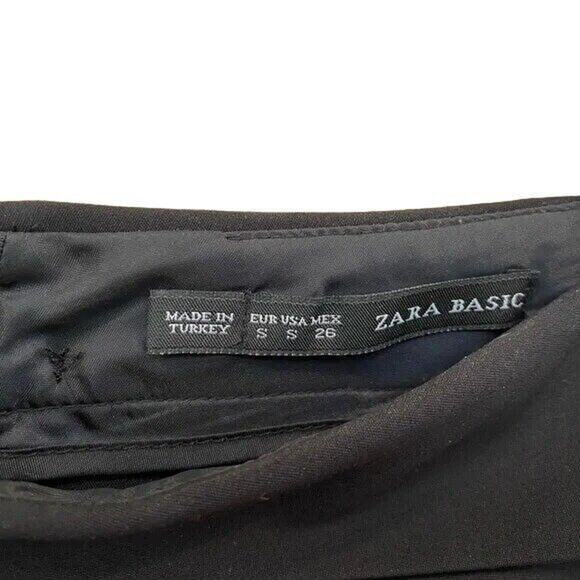 MADE IN
TURKEY
EUR USA MEX
S S 26
ZARA BASIC